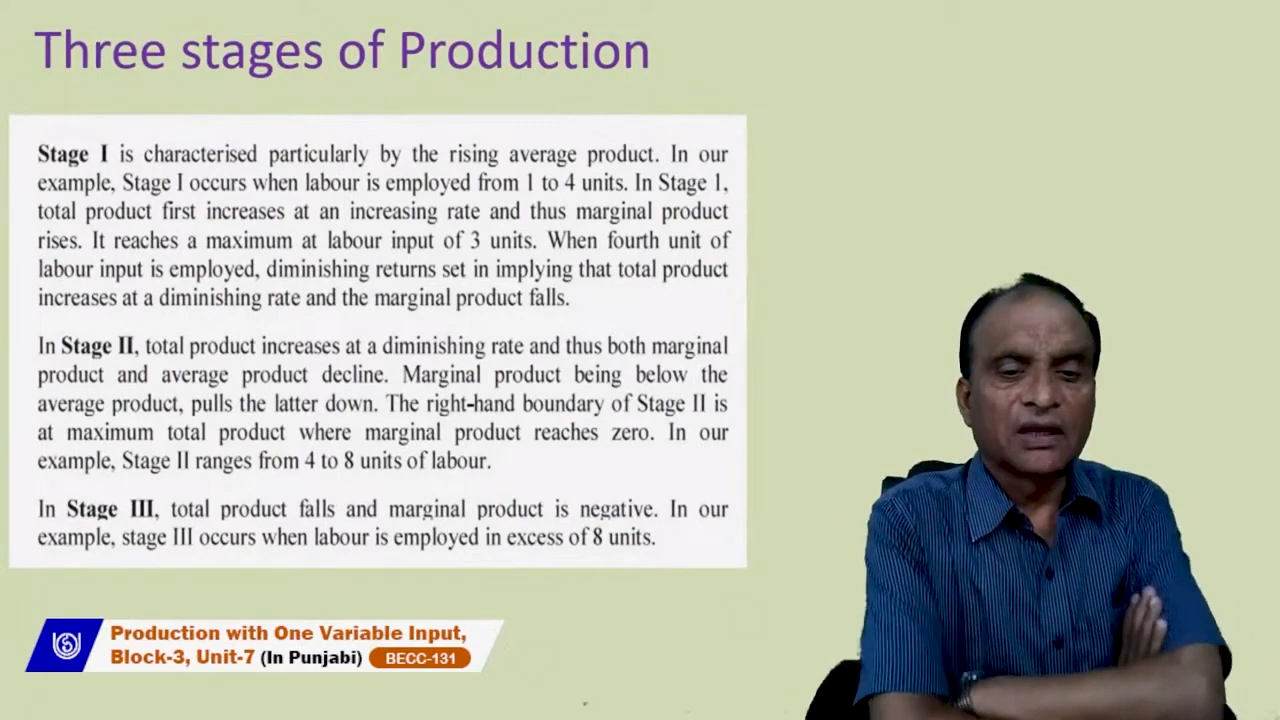 Three stages of Production
Stage I is characterised particularly by the rising average product. In our
example, Stage I occurs when labour is employed from 1 to 4 units. In Stage 1,
total product first increases at an increasing rate and thus marginal product
rises. It reaches a maximum at labour input of 3 units. When fourth unit of
labour input is employed, diminishing returns set in implying that total product
increases at a diminishing rate and the marginal product falls.
In Stage II, total product increases at a diminishing rate and thus both marginal
product and average product decline. Marginal product being below the
average product, pulls the latter down. The right-hand boundary of Stage II is
at maximum total product where marginal product reaches zero. In our
example, Stage II ranges from 4 to 8 units of labour.
In Stage III, total product falls and marginal product is negative. In our
example, stage III occurs when labour is employed in excess of 8 units.
Production with One Variable Input,
Block-3, Unit-7 (In Punjabi) BECC-131